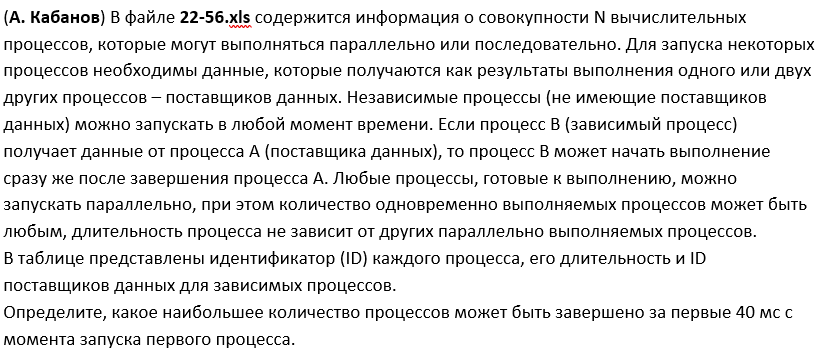 (А. Кабанов) В файле 22-56.xls содержится информация о совокупности N вычислительных
процессов, которые могут выполняться параллельно или последовательно. Для запуска некоторых
процессов необходимы данные, которые получаются как результаты выполнения одного или двух
других процессов – поставщиков данных. Независимые процессы (не имеющие поставщиков
данных) можно запускать в любой момент времени. Если процесс B (зависимый процесс)
получает данные от процесса A (поставщика данных), то процесс B может начать выполнение
сразу же после завершения процесса A. Любые процессы, готовые к выполнению, можно
запускать параллельно, при этом количество одновременно выполняемых процессов может быть
любым, длительность процесса не зависит от других параллельно выполняемых процессов.
В таблице представлены идентификатор (ID) каждого процесса, его длительность и ID
поставщиков данных для зависимых процессов.
Определите, какое наибольшее количество процессов может быть завершено за первые 40 мс с
момента запуска первого процесса.